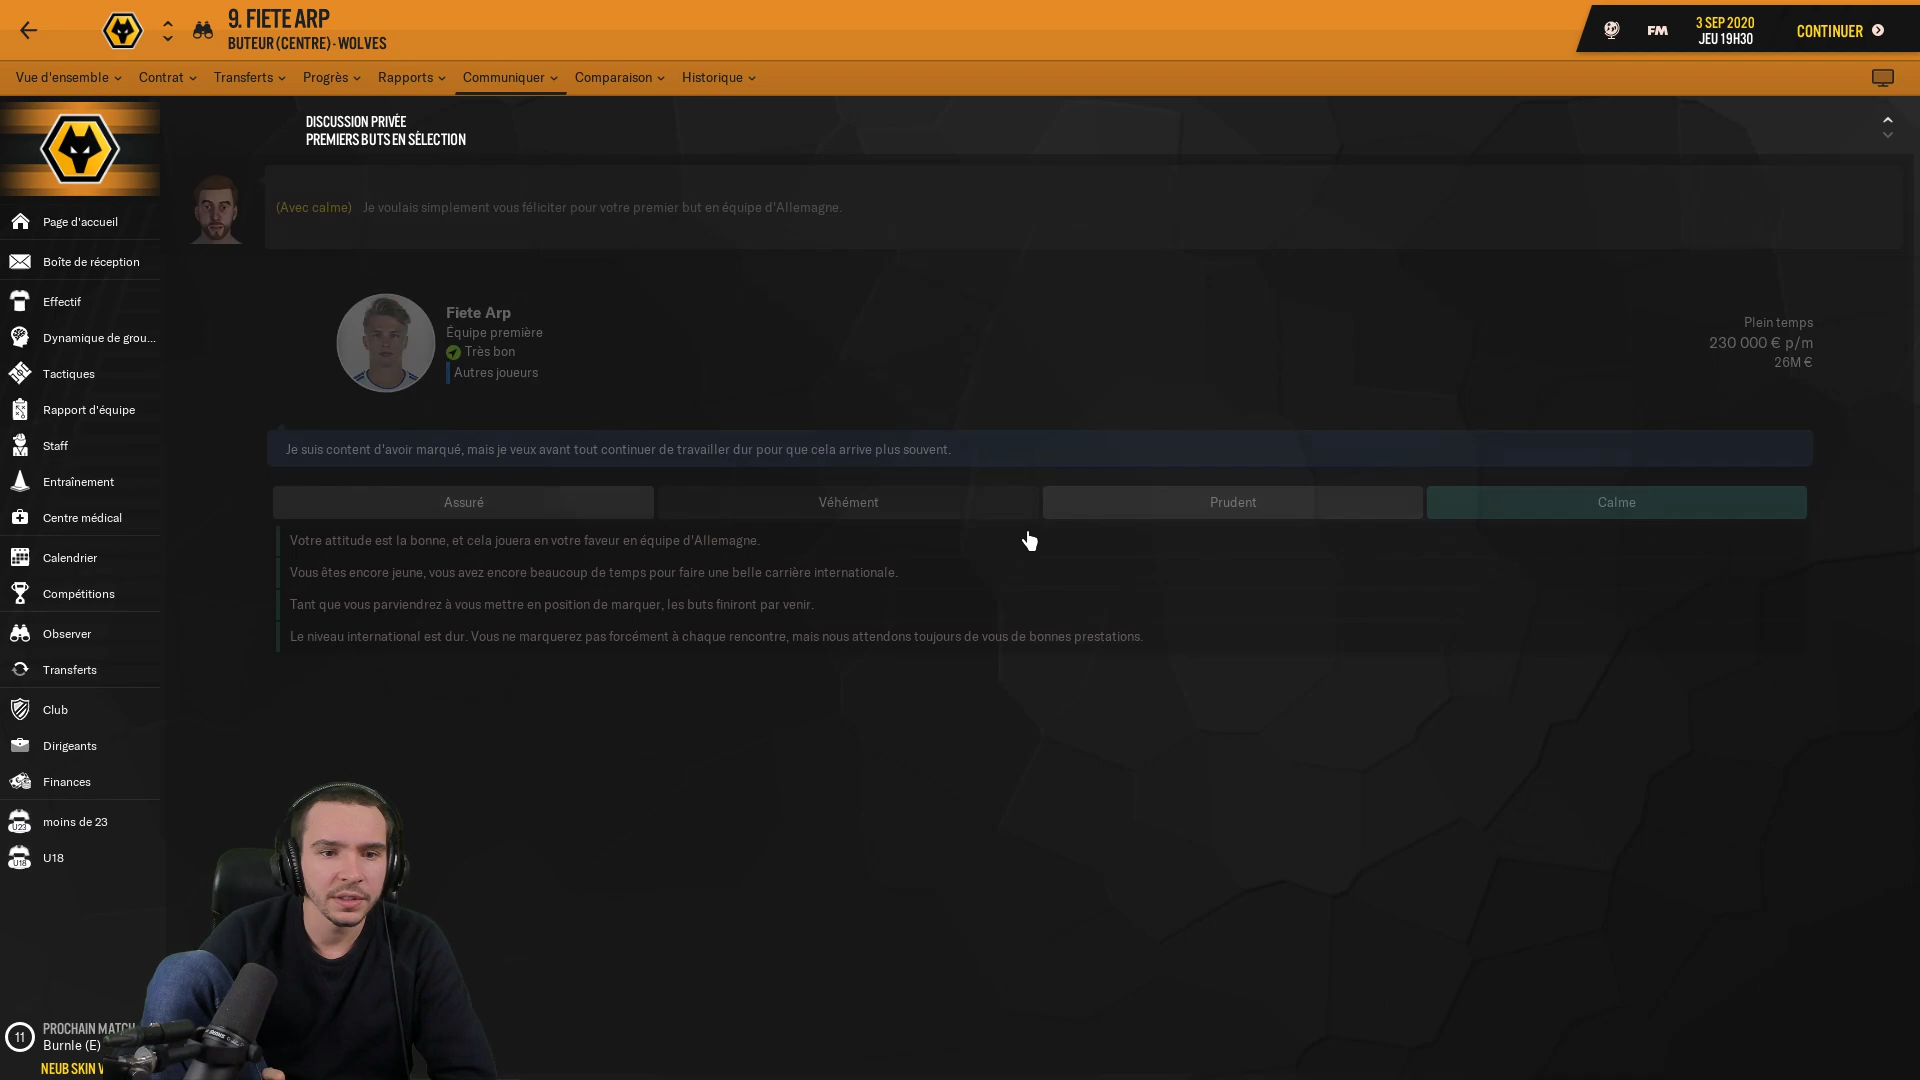 9. FIETE ARP
BUTEUR (CENTRE) - WOLVES
FM
3 SEP 2020
JEU 19H30
CONTINUER
Vue d'ensemble
Contrat
Transferts
Progrès
Rapports
Communiquer
Comparaison
Historique
DISCUSSION PRIVÉE
PREMIERS BUTS EN SÉLECTION
(Avec calme) Je voulais simplement vous féliciter pour votre premier but en équipe d'Allemagne.
Page d'accueil
Boîte de réception
Effectif
Dynamique de grou...
Tactiques
Rapport d'équipe
Staff
Entraînement
Centre médical
Calendrier
Compétitions
Observer
Transferts
Club
Dirigeants
Finances
U23
moins de 23
U18
U18
Fiete Arp
Équipe première
Très bon
Autres joueurs
Plein temps
230 000 € p/m
26M €
Je suis content d'avoir marqué, mais je veux avant tout continuer de travailler dur pour que cela arrive plus souvent.
Assuré
Véhément
Prudent
Calme
Votre attitude est la bonne, et cela jouera en votre faveur en équipe d'Allemagne.
Vous êtes encore jeune, vous avez encore beaucoup de temps pour faire une belle carrière internationale.
Tant que vous parviendrez à vous mettre en position de marquer, les buts finiront par venir.
Le niveau international est dur. Vous ne marquerez pas forcément à chaque rencontre, mais nous attendons toujours de vous de bonnes prestations.
11
PROCHAIN MATCH
Burnle (E)
NEUB SKIN